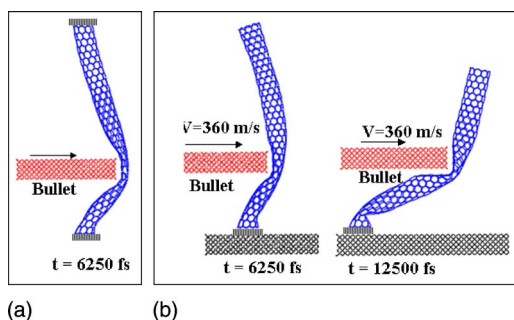 Bullet
t = 6250 fs
(a)
V=360 m/s
Bullet
t = 6250 fs
V=360 m/s
Bullet
t = 12500 fs
(b)